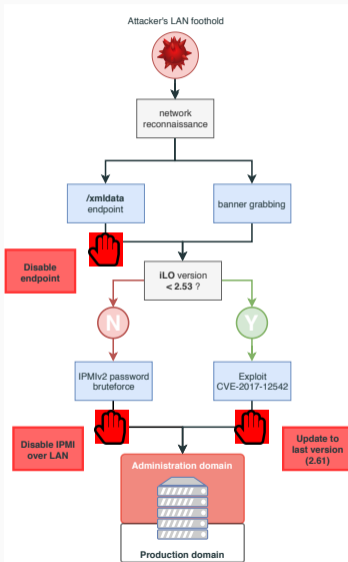 Attacker's LAN foothold
network
reconnaissance
/xmldata
endpoint
banner grabbing
Disable
endpoint
iLO version
< 2.53 ?
N
Y
IPMIv2 password
bruteforce
Exploit
CVE-2017-12542
Disable IPMI
over LAN
Update to
last version
(2.61)
Administration domain
Production domain